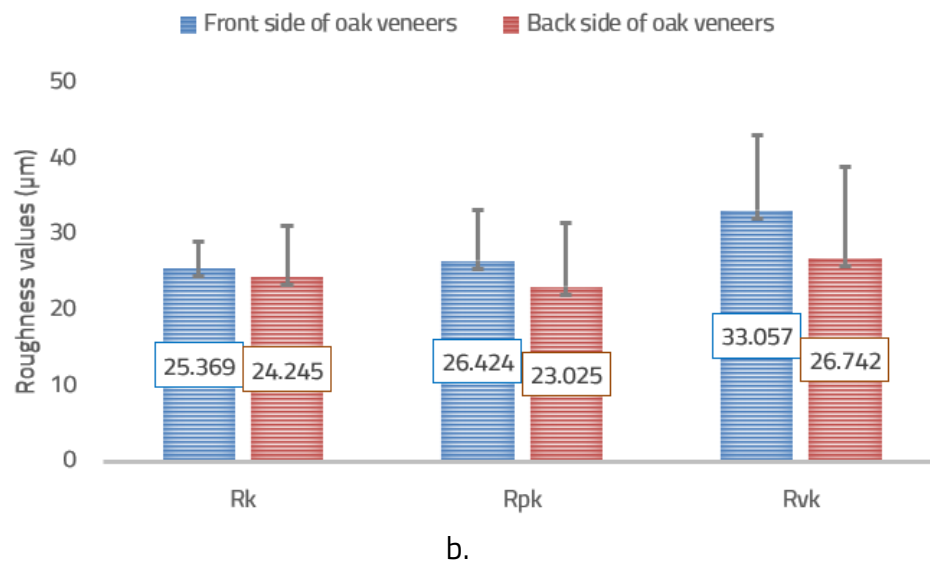 Front side of oak veneers Back side of oak veneers
Roughness values (µm)
50
40
30
20
10
0
25.369 24.245 26.424 23.025 33.057 26.742
Rk Rpk Rvk
b.